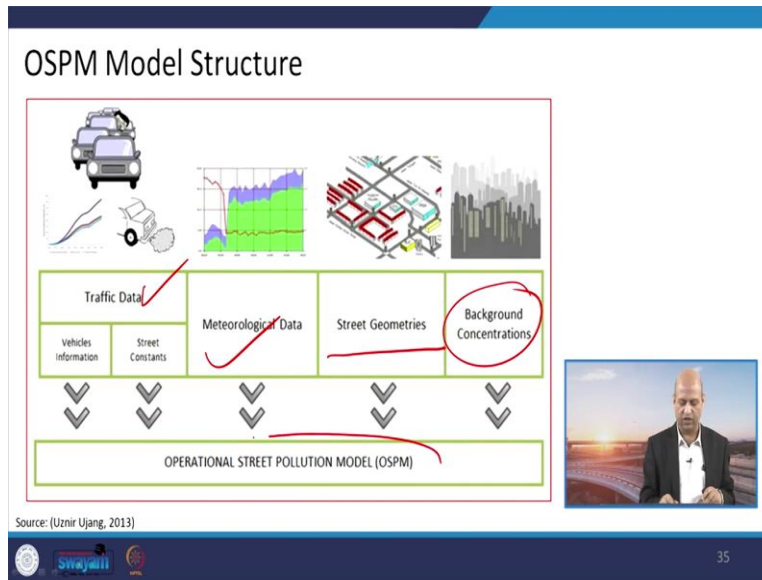 OSPM Model Structure
Traffic Data
Vehicles
Information
Street
Constants
Meteorological Data
Street Geometries
Background
Concentrations
OPERATIONAL STREET POLLUTION MODEL (OSPM)
Source: (Uznir Ujang, 2013)
swayam
35